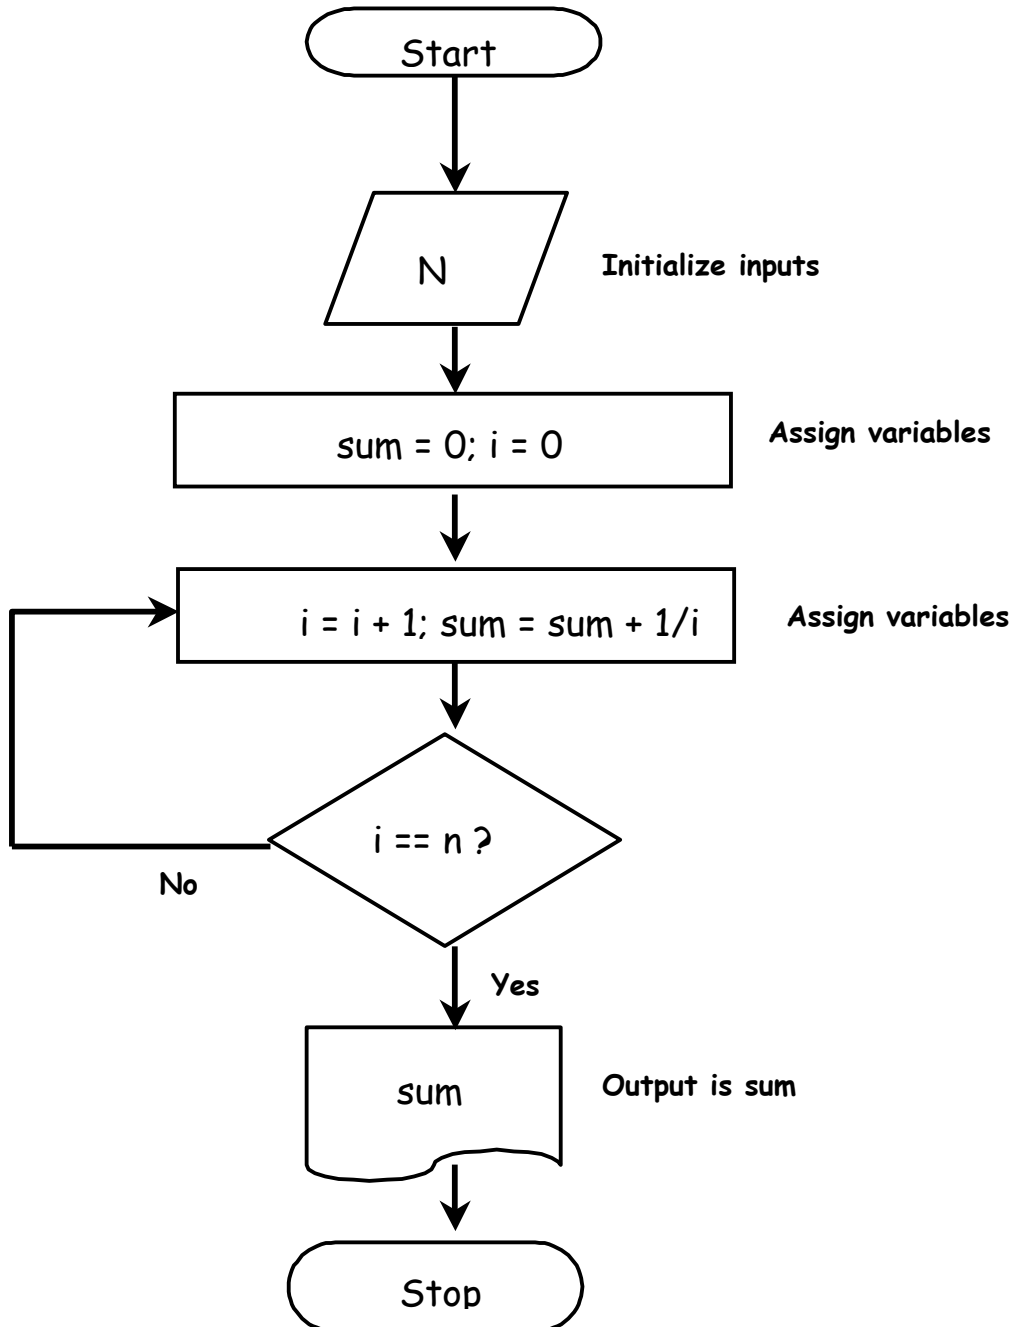 Start
N
Initialize inputs
sum = 0; i = 0
Assign variables
i = i + 1; sum = sum + 1/i
Assign variables
i == n ?
No
Yes
sum
Output is sum
Stop